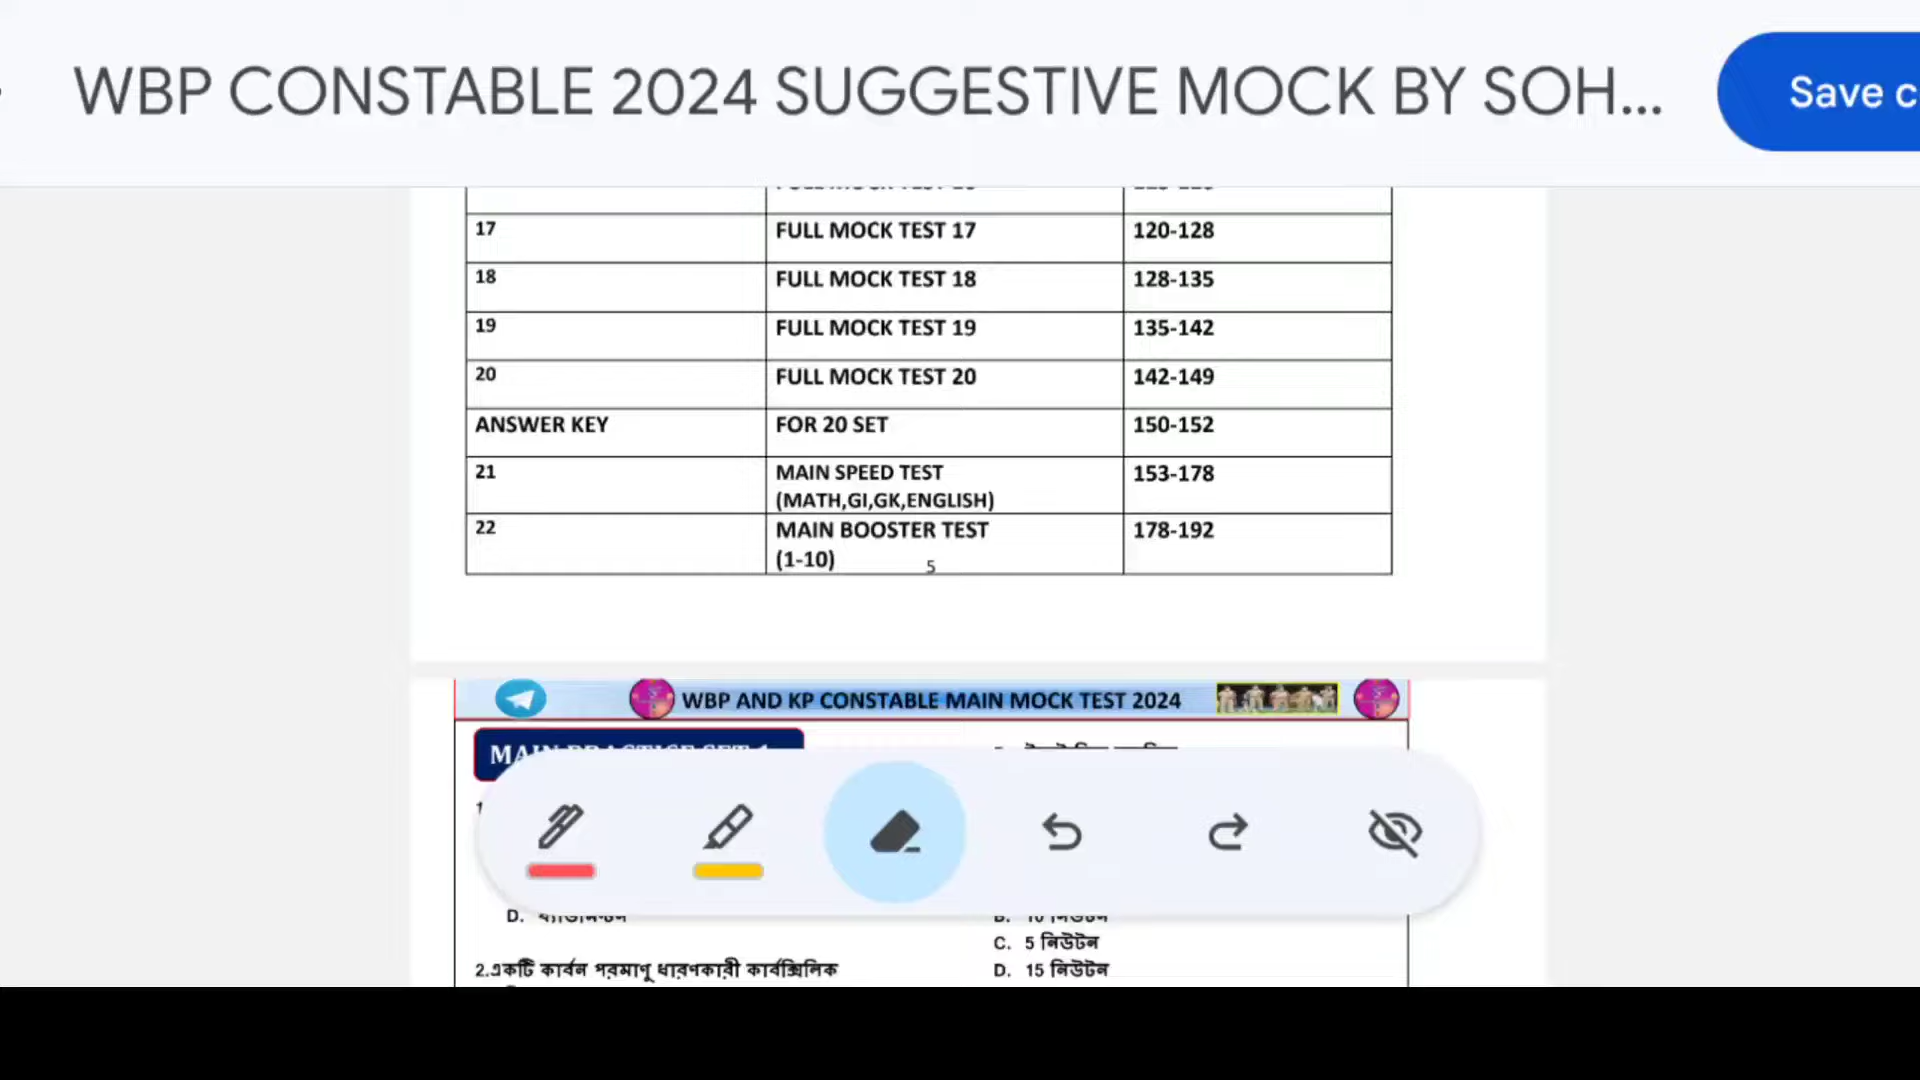 WBP CONSTABLE 2024 SUGGESTIVE MOCK BY SOH...
Save c
17 FULL MOCK TEST 17 120-128
18 FULL MOCK TEST 18 128-135
19 FULL MOCK TEST 19 135-142
20 FULL MOCK TEST 20 142-149
ANSWER KEY FOR 20 SET 150-152
21 MAIN SPEED TEST 153-178
(MATH,GI,GK,ENGLISH)
22 MAIN BOOSTER TEST 178-192
(1-10)
5
WBP AND KP CONSTABLE MAIN MOCK TEST 2024
D.
2.একটি কার্বন পরমাণু ধারণকারী কার্বক্সিলিক
B. 10 নিউটন
C. 5 নিউটন
D. 15 নিউটন